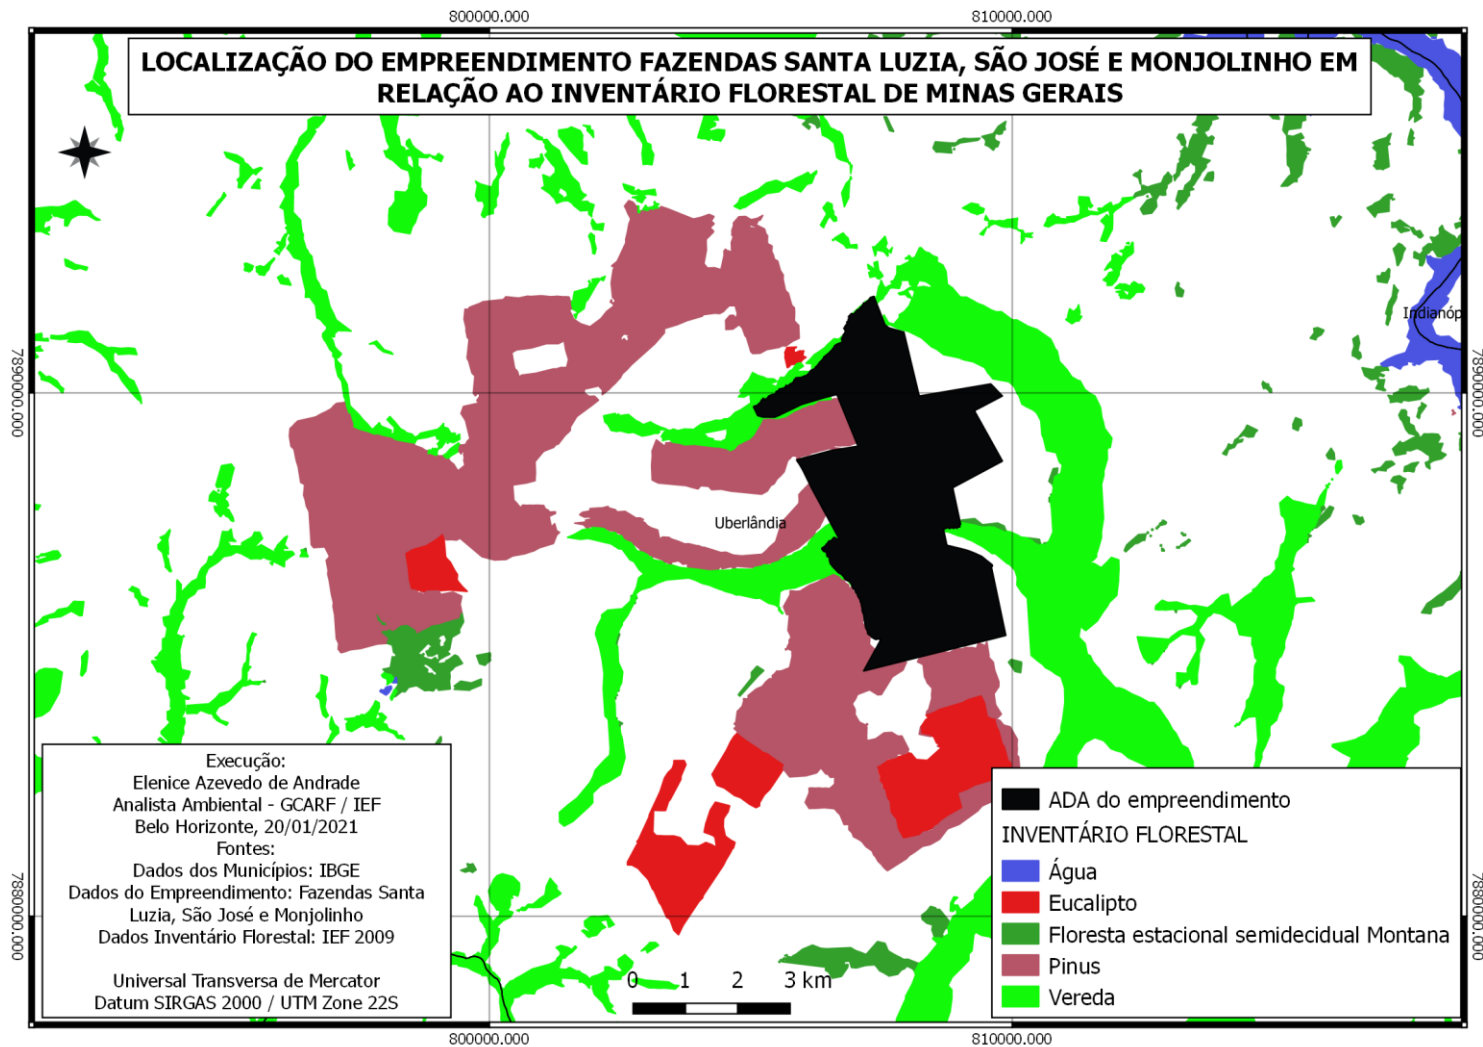 800000.000
810000.000
LOCALIZAÇÃO DO EMPREENDIMENTO FAZENDAS SANTA LUZIA, SÃO JOSÉ E MONJOLINHO EM
RELAÇÃO AO INVENTÁRIO FLORESTAL DE MINAS GERAIS
Indianóp
7890000.000
7890000.000
Uberlândia
Execução:
Elenice Azevedo de Andrade
Analista Ambiental - GCARF / IEF
Belo Horizonte, 20/01/2021
Fontes:
Dados dos Municípios: IBGE
Dados do Empreendimento: Fazendas Santa
Luzia, São José e Monjolinho
Dados Inventário Florestal: IEF 2009
Universal Transversa de Mercator
Datum SIRGAS 2000 / UTM Zone 22S
ADA do empreendimento
INVENTÁRIO FLORESTAL
Água
Eucalipto
Floresta estacional semidecidual Montana
Pinus
Vereda
7880000.000
7880000.000
0 1 2 3 km
800000.000
810000.000